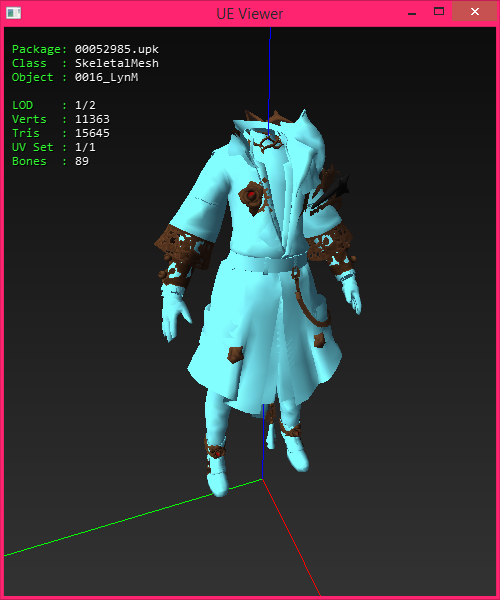 UE Viewer
Package: 00052985.upk
Class : SkeletalMesh
Object : 0016_LynM
LOD : 1/2
Verts : 11363
Tris : 15645
UV Set : 1/1
Bones : 89